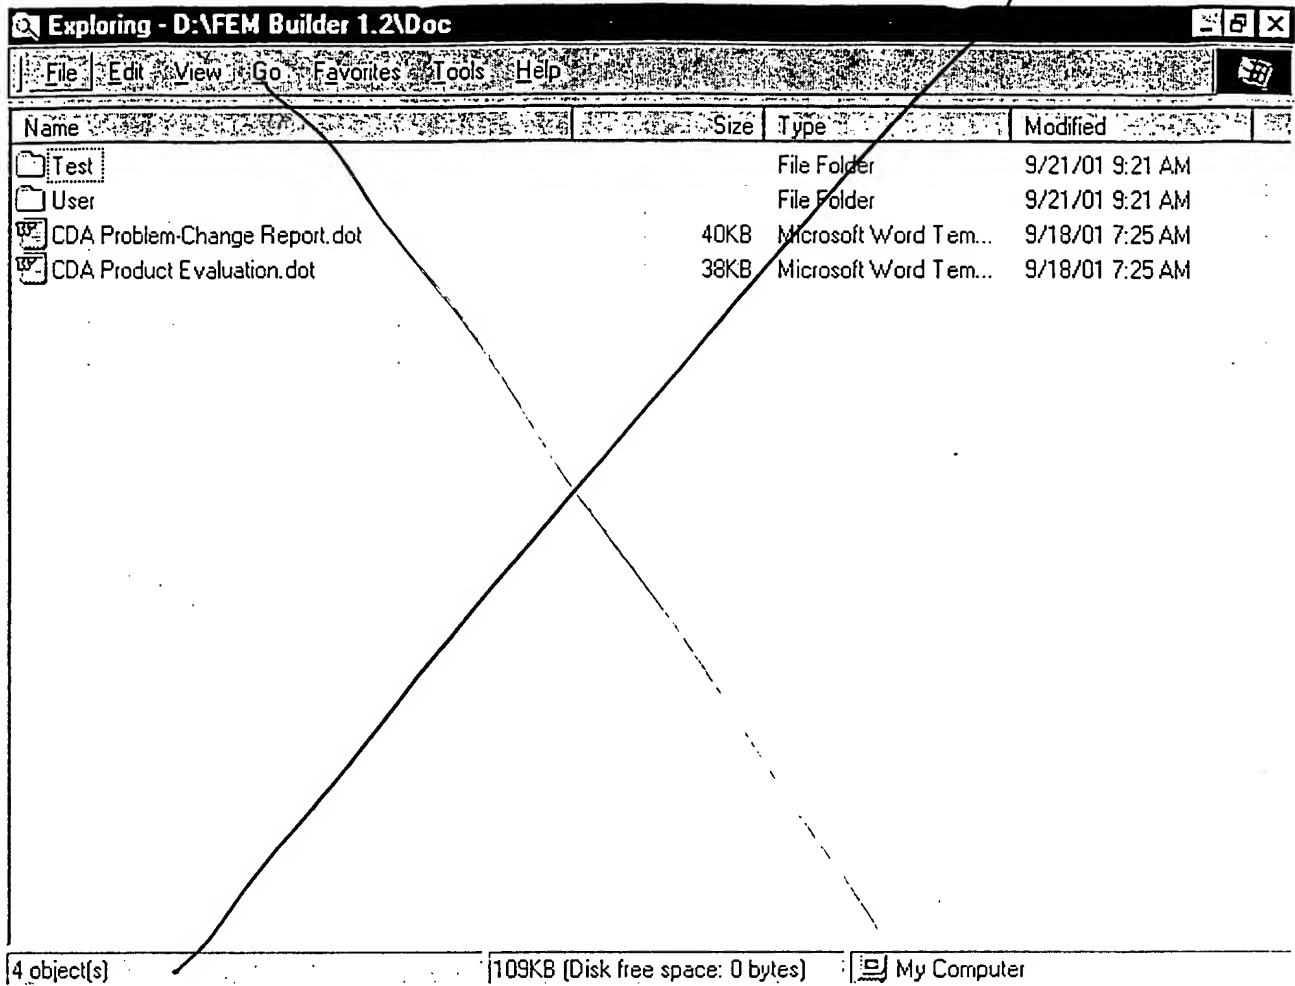 Exploring - D:\FEM Builder 1.2\Doc
File Edit View Go Favorites Tools Help
Name Size Type Modified
Test File Folder 9/21/01 9:21 AM
User File Folder 9/21/01 9:21 AM
CDA Problem-Change Report.dot 40KB Microsoft Word Tem... 9/18/01 7:25 AM
CDA Product Evaluation.dot 38KB Microsoft Word Tem... 9/18/01 7:25 AM
4 object(s) 109KB (Disk free space: 0 bytes) My Computer